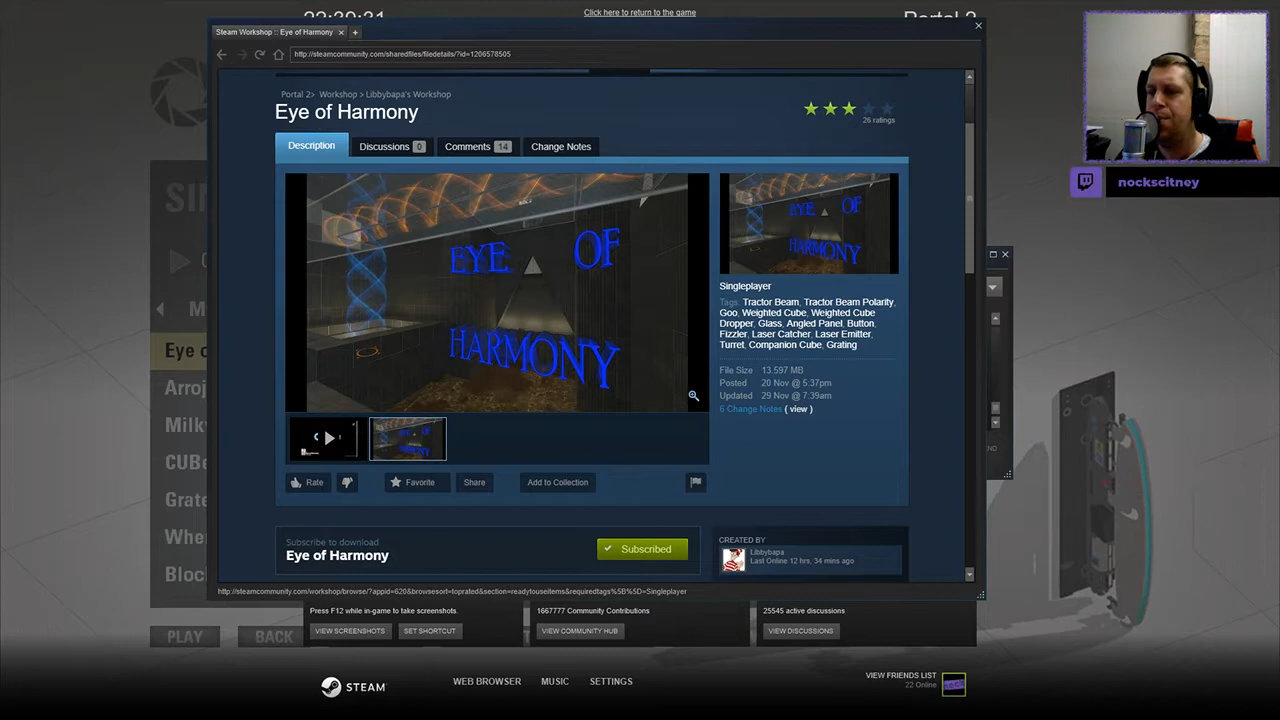 22:39:31
Click here to return to the game
Portal 2
Steam Workshop :: Eye of Harmony
http://steamcommunity.com/sharedfiles/filedetails/?id=1206578505
Portal 2> Workshop > Libbybapa's Workshop
Eye of Harmony
26 ratings
Description
Discussions 0
Comments 14
Change Notes
EYE OF
HARMONY
EYE OF
HARMONY
Singleplayer
Tags: Tractor Beam, Tractor Beam Polarity,
Goo, Weighted Cube, Weighted Cube
Dropper, Glass, Angled Panel, Button,
Fizzler, Laser Catcher, Laser Emitter,
Turret, Companion Cube, Grating
File Size 13.597 MB
Posted 20 Nov @ 5:37pm
Updated 29 Nov @ 7:39am
6 Change Notes ( view )
Rate
Favorite
Share
Add to Collection
Subscribe to download
Eye of Harmony
Subscribed
CREATED BY
Libbybapa
Last Online 12 hrs, 34 mins ago
http://steamcommunity.com/workshop/browse/?appid=620&browsesort=toprated&section=readytouseitems&requiredtags%5B%5D=Singleplayer
Press F12 while in-game to take screenshots.
1667777 Community Contributions
25545 active discussions
VIEW SCREENSHOTS
SET SHORTCUT
VIEW COMMUNITY HUB
VIEW DISCUSSIONS
PLAY
BACK
STEAM
WEB BROWSER
MUSIC
SETTINGS
VIEW FRIENDS LIST
22 Online
nockscitney
SIN
M
Eye o
Arroj
Milk
CUBe
Grate
Whe
Bloc